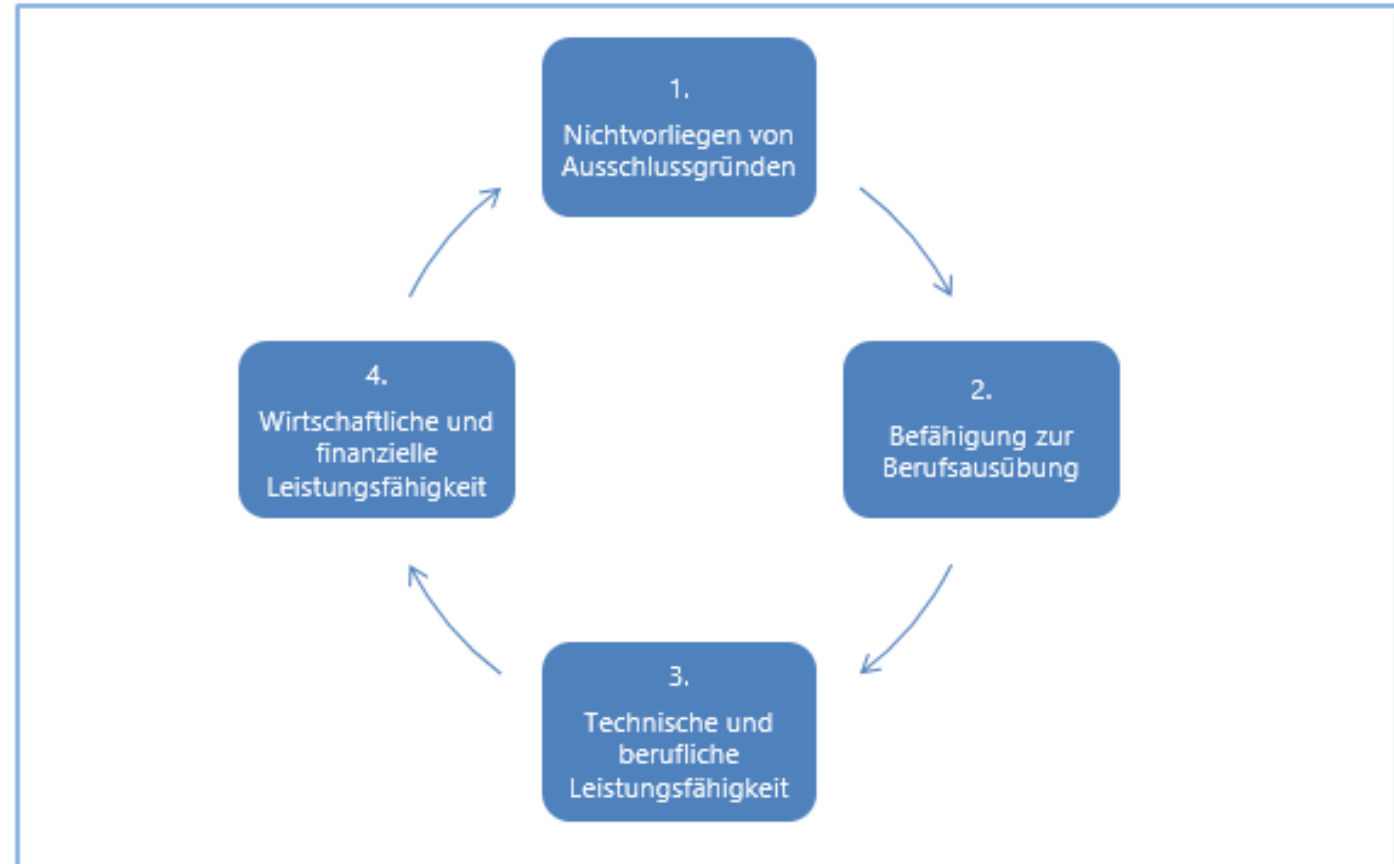 1.
Nichtvorliegen von
Ausschlussgründen
2.
Befähigung zur
Berufsausübung
3.
Technische und
berufliche
Leistungsfähigkeit
4.
Wirtschaftliche und
finanzielle
Leistungsfähigkeit